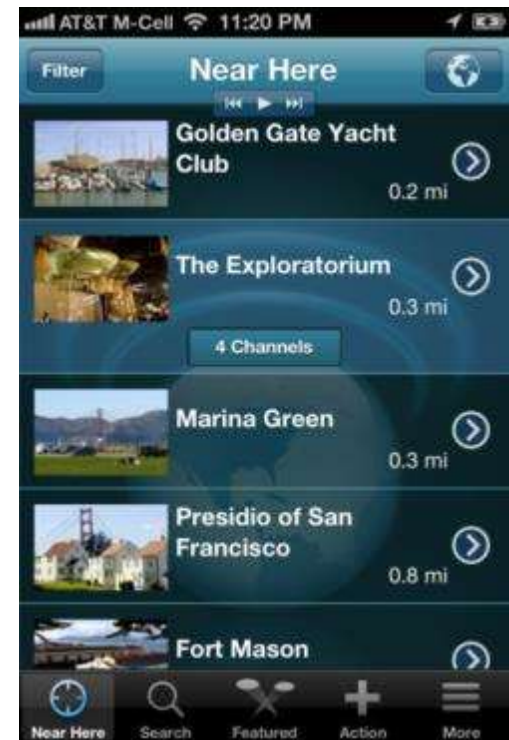 AT&T M-Cell 11:20 PM
Filter
Near Here
Golden Gate Yacht
Club
0.2 mi
The Exploratorium
0.3 mi
4 Channels
Marina Green
0.3 mi
Presidio of San
Francisco
0.8 mi
Fort Mason
Near Here Search Featured Action More